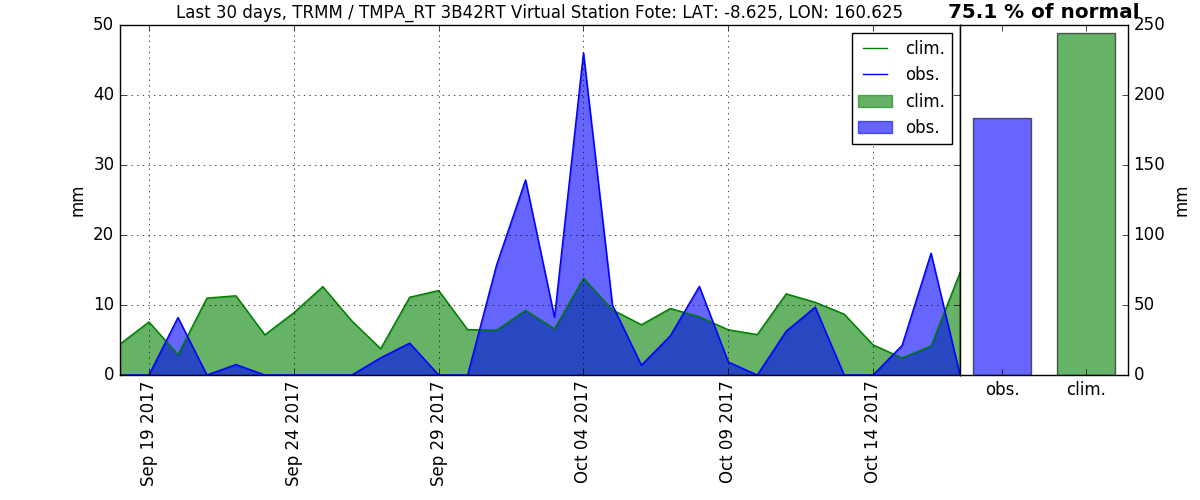 Last 30 days, TRMM / TMPA_RT 3B42RT Virtual Station Fote: LAT: -8.625, LON: 160.625
75.1 % of normal
50
40
30
20
10
0
mm
clim.
obs.
clim.
obs.
250
200
150
100
50
0
mm
Sep 19 2017
Sep 24 2017
Sep 29 2017
Oct 04 2017
Oct 09 2017
Oct 14 2017
obs.
clim.